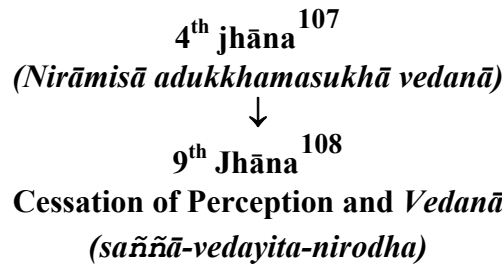 4th jhāna107
(Nirāmisā adukkhamasukhā vedanā)
↓
9th Jhāna108
Cessation of Perception and Vedanā
(saññā-vedayita-nirodha)